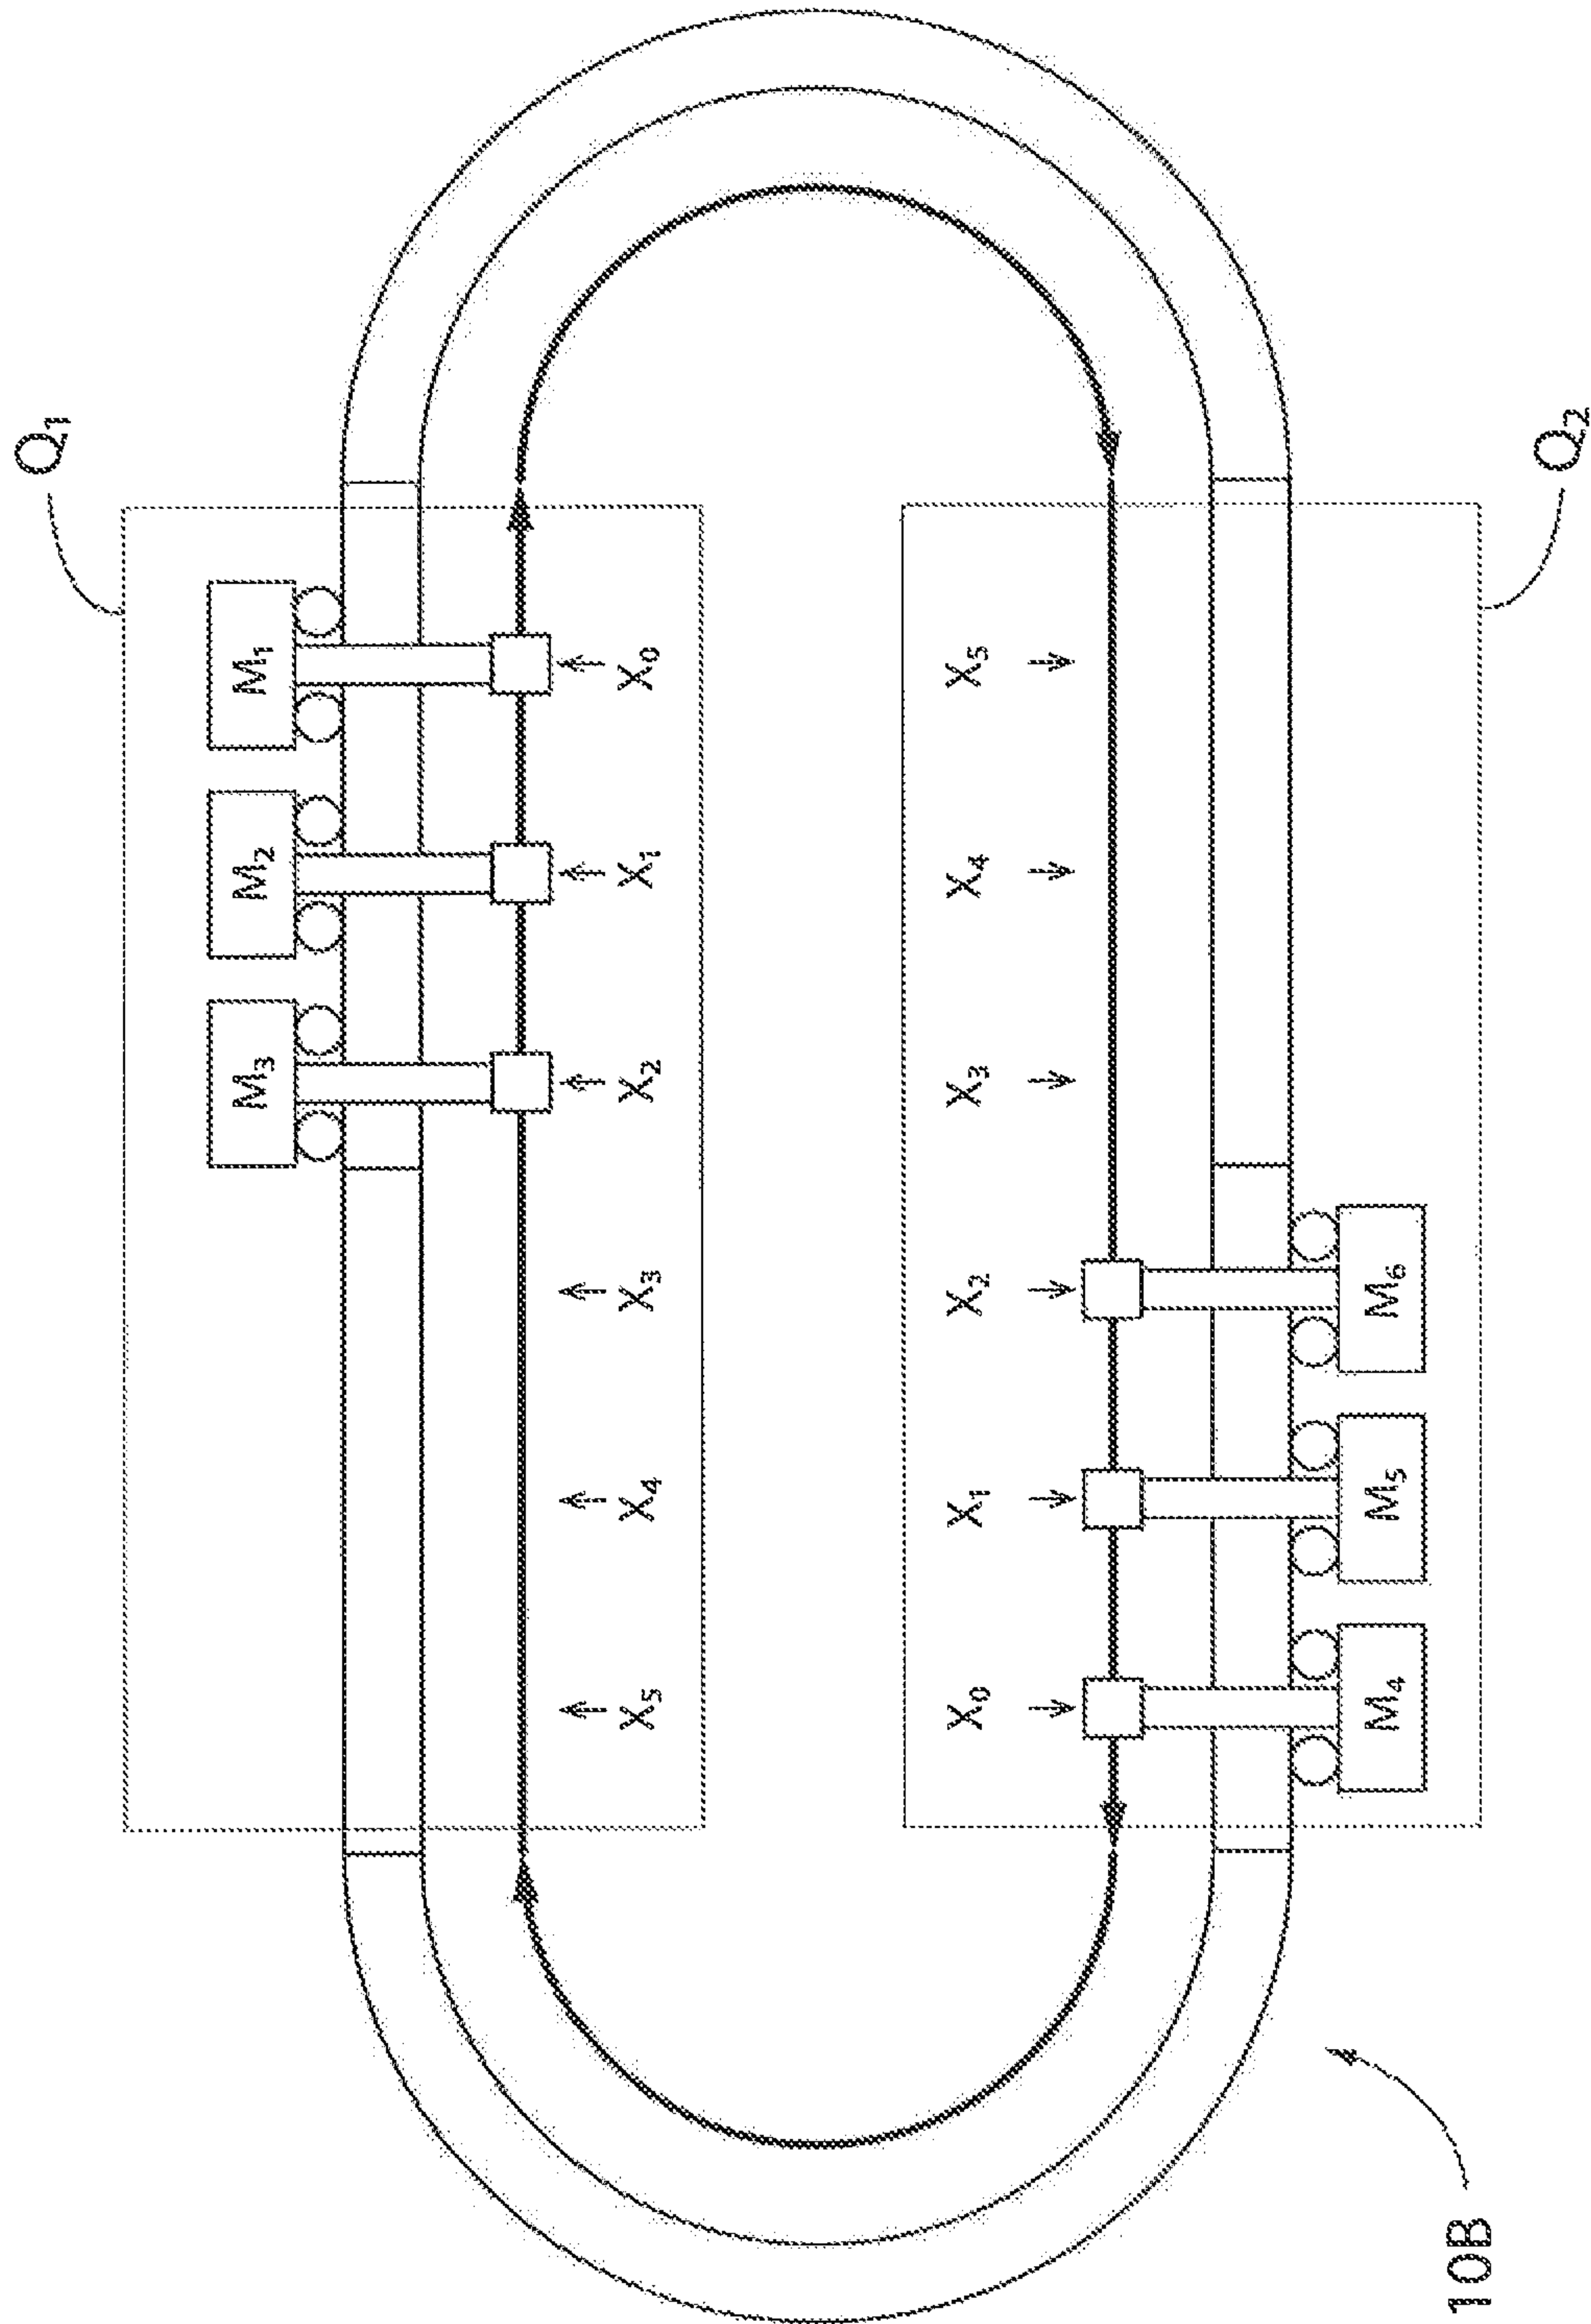 Q₁
M₃ M₂ M₁
X₅ X₄ X₃ X₂ X₁ X₀
X₀ X₁ X₂ X₃ X₄ X₅
M₄ M₅ M₆
Q₂
10B